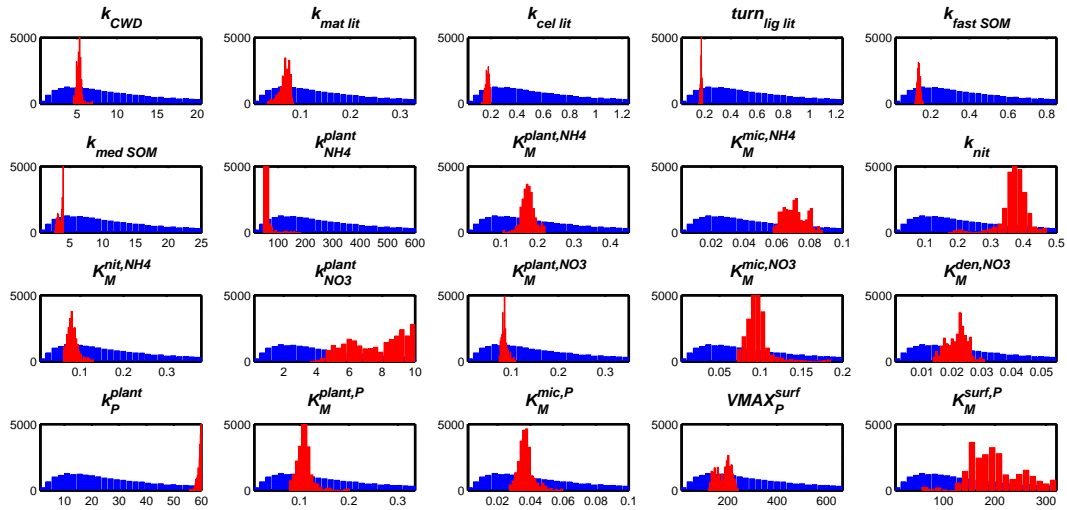 k_CWD k_mat lit k_cel lit turn_lig lit k_fast SOM
5000 5000 5000 5000 5000
0 0 0 0 0
5 10 15 20 0.1 0.2 0.3 0.2 0.4 0.6 0.8 1 1.2 0.2 0.4 0.6 0.8 1 1.2 0.2 0.4 0.6 0.8
k_med SOM k_NH4^plant K_M^plant,NH4 K_M^mic,NH4 k_nit
5000 5000 5000 5000 5000
0 0 0 0 0
5 10 15 20 25 100 200 300 400 500 600 0.1 0.2 0.3 0.4 0.02 0.04 0.06 0.08 0.1 0.1 0.2 0.3 0.4 0.5
K_M^nit,NH4 k_NO3^plant K_M^plant,NO3 K_M^mic,NO3 K_M^den,NO3
5000 5000 5000 5000 5000
0 0 0 0 0
0.1 0.2 0.3 2 4 6 8 10 0.1 0.2 0.3 0.05 0.1 0.15 0.2 0.01 0.02 0.03 0.04 0.05
k_P^plant K_M^plant,P K_M^mic,P VMAX_P^surf K_M^surf,P
5000 5000 5000 5000 5000
0 0 0 0 0
10 20 30 40 50 60 0.1 0.2 0.3 0.02 0.04 0.06 0.08 0.1 200 400 600 100 200 300